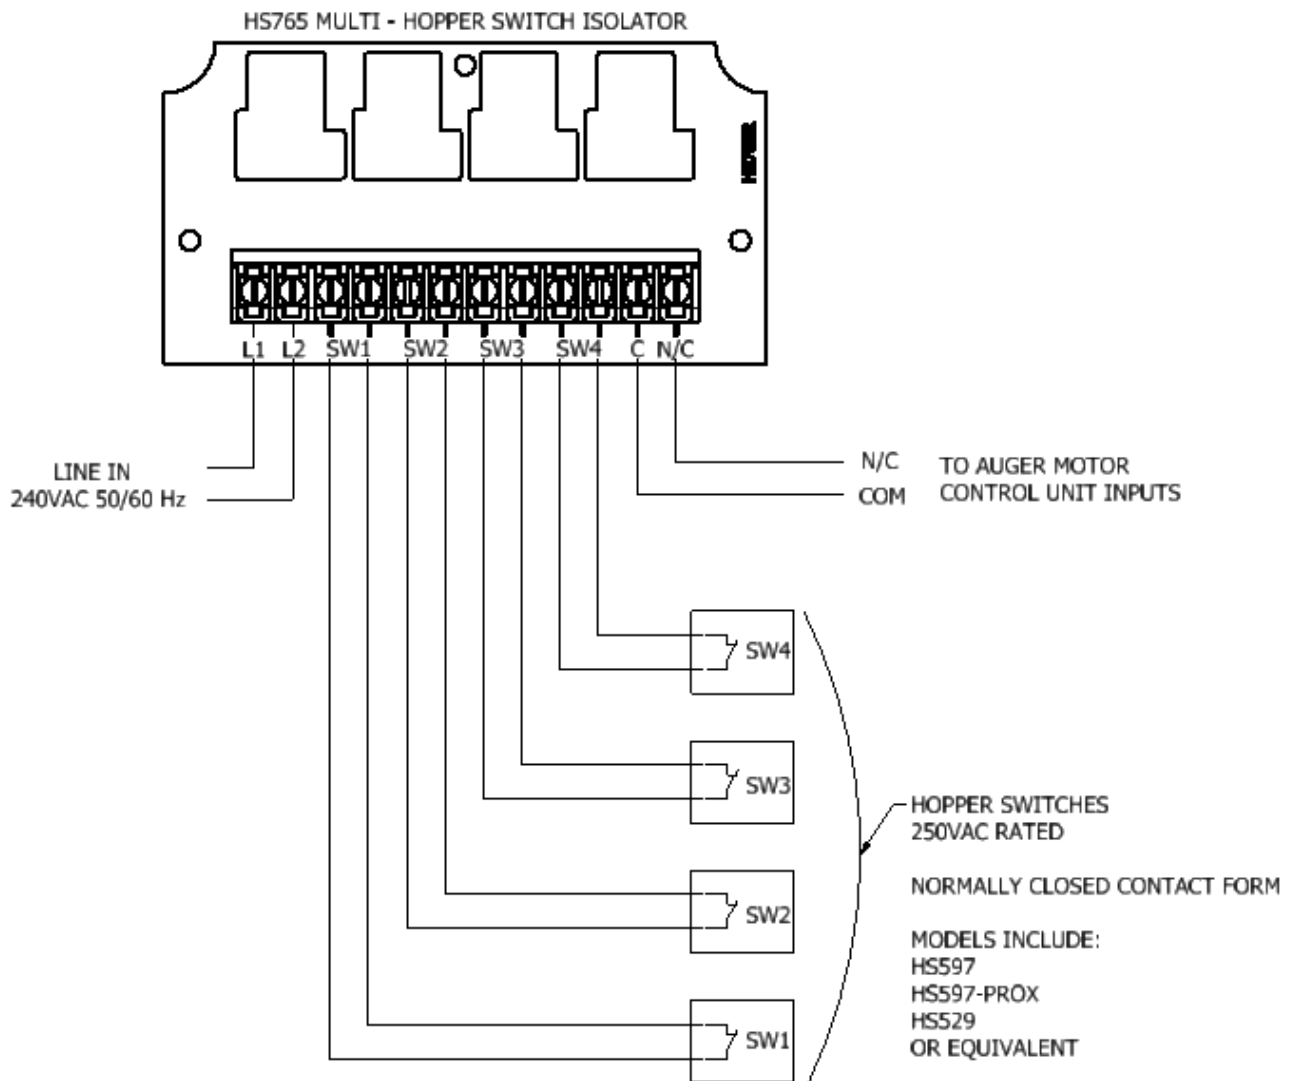 HS765 MULTI - HOPPER SWITCH ISOLATOR
L1 L2 SW1 SW2 SW3 SW4 C N/C
LINE IN
240VAC 50/60 Hz
N/C
COM
TO AUGER MOTOR
CONTROL UNIT INPUTS
SW4
SW3
SW2
SW1
HOPPER SWITCHES
250VAC RATED
NORMALLY CLOSED CONTACT FORM
MODELS INCLUDE:
HS597
HS597-PROX
HS529
OR EQUIVALENT